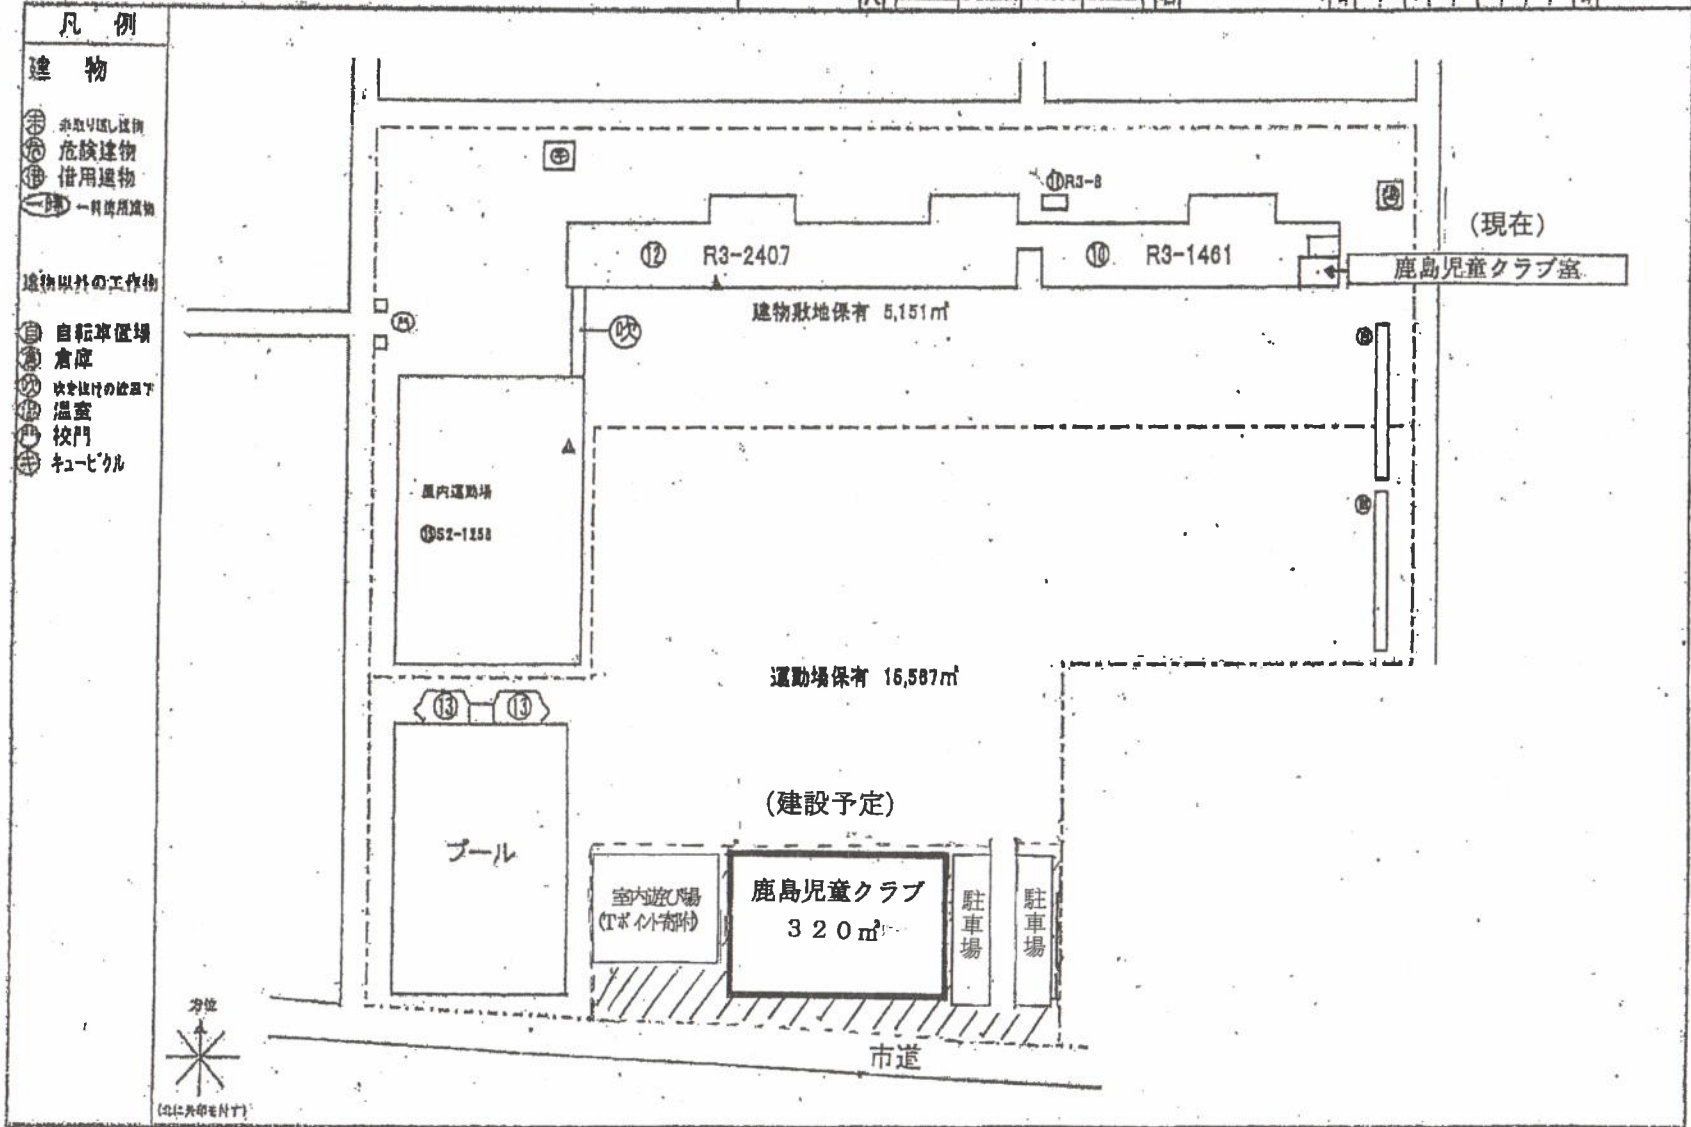 凡 例
建 物
危険建物
借用建物
建物以外の工作物
自転車置場
倉庫
温室
校門
キュービクル
⑪R3-8
(現在)
鹿島児童クラブ室
⑫ R3-2407
⑩ R3-1461
建物敷地保有 5,151㎡
吹
屋内運動場
運動場保有 16,587㎡
⑬ ⑬
(建設予定)
プール
室内遊び場
(Tポイント寄附)
鹿島児童クラブ
320㎡
駐車場
駐車場
市道
方位